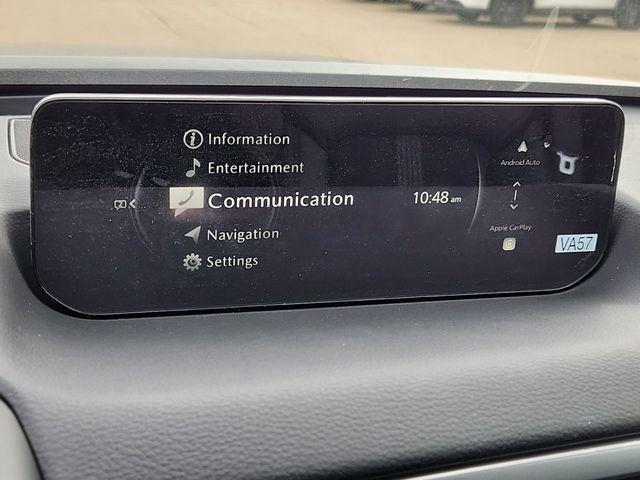 Information
Entertainment
Communication
10:48 am
Navigation
Settings
Android Auto
Apple CarPlay
VA57